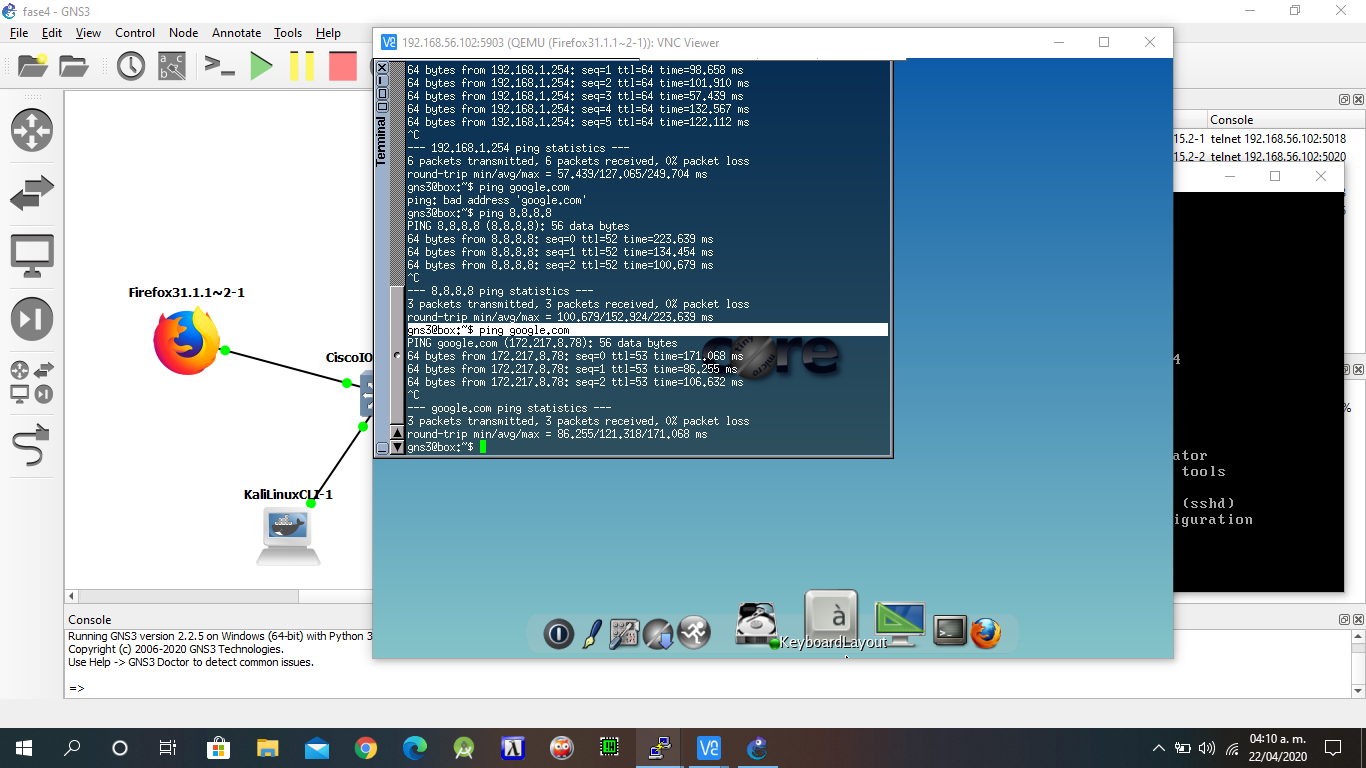 fase4 - GNS3
File Edit View Control Node Annotate Tools Help
192.168.56.102:5903 (QEMU (Firefox31.1.1~2-1)): VNC Viewer
Terminal
64 bytes from 192.168.1.254: seq=1 ttl=64 time=98.658 ms
64 bytes from 192.168.1.254: seq=2 ttl=64 time=101.910 ms
64 bytes from 192.168.1.254: seq=3 ttl=64 time=57.439 ms
64 bytes from 192.168.1.254: seq=4 ttl=64 time=132.567 ms
64 bytes from 192.168.1.254: seq=5 ttl=64 time=122.112 ms
^C
--- 192.168.1.254 ping statistics ---
6 packets transmitted, 6 packets received, 0% packet loss
round-trip min/avg/max = 57.439/127.065/249.704 ms
gns3@box:~$ ping google.com
ping: bad address 'google.com'
gns3@box:~$ ping 8.8.8.8
PING 8.8.8.8 (8.8.8.8): 56 data bytes
64 bytes from 8.8.8.8: seq=0 ttl=52 time=223.639 ms
64 bytes from 8.8.8.8: seq=1 ttl=52 time=134.454 ms
64 bytes from 8.8.8.8: seq=2 ttl=52 time=100.679 ms
^C
--- 8.8.8.8 ping statistics ---
3 packets transmitted, 3 packets received, 0% packet loss
round-trip min/avg/max = 100.679/152.924/223.639 ms
gns3@box:~$ ping google.com
PING google.com (172.217.8.78): 56 data bytes
64 bytes from 172.217.8.78: seq=0 ttl=53 time=171.068 ms
64 bytes from 172.217.8.78: seq=1 ttl=53 time=86.255 ms
64 bytes from 172.217.8.78: seq=2 ttl=53 time=106.632 ms
^C
--- google.com ping statistics ---
3 packets transmitted, 3 packets received, 0% packet loss
round-trip min/avg/max = 86.255/121.318/171.068 ms
gns3@box:~$
KeyboardLayout
Firefox31.1.1~2-1
CiscoIO
KaliLinuxCLI-1
Console
15.2-1 telnet 192.168.56.102:5018
15.2-2 telnet 192.168.56.102:5020
4
%
ator
tools
(sshd)
iguration
Console
Running GNS3 version 2.2.5 on Windows (64-bit) with Python 3
Copyright (c) 2006-2020 GNS3 Technologies.
Use Help -> GNS3 Doctor to detect common issues.
=>
04:10 a. m.
22/04/2020